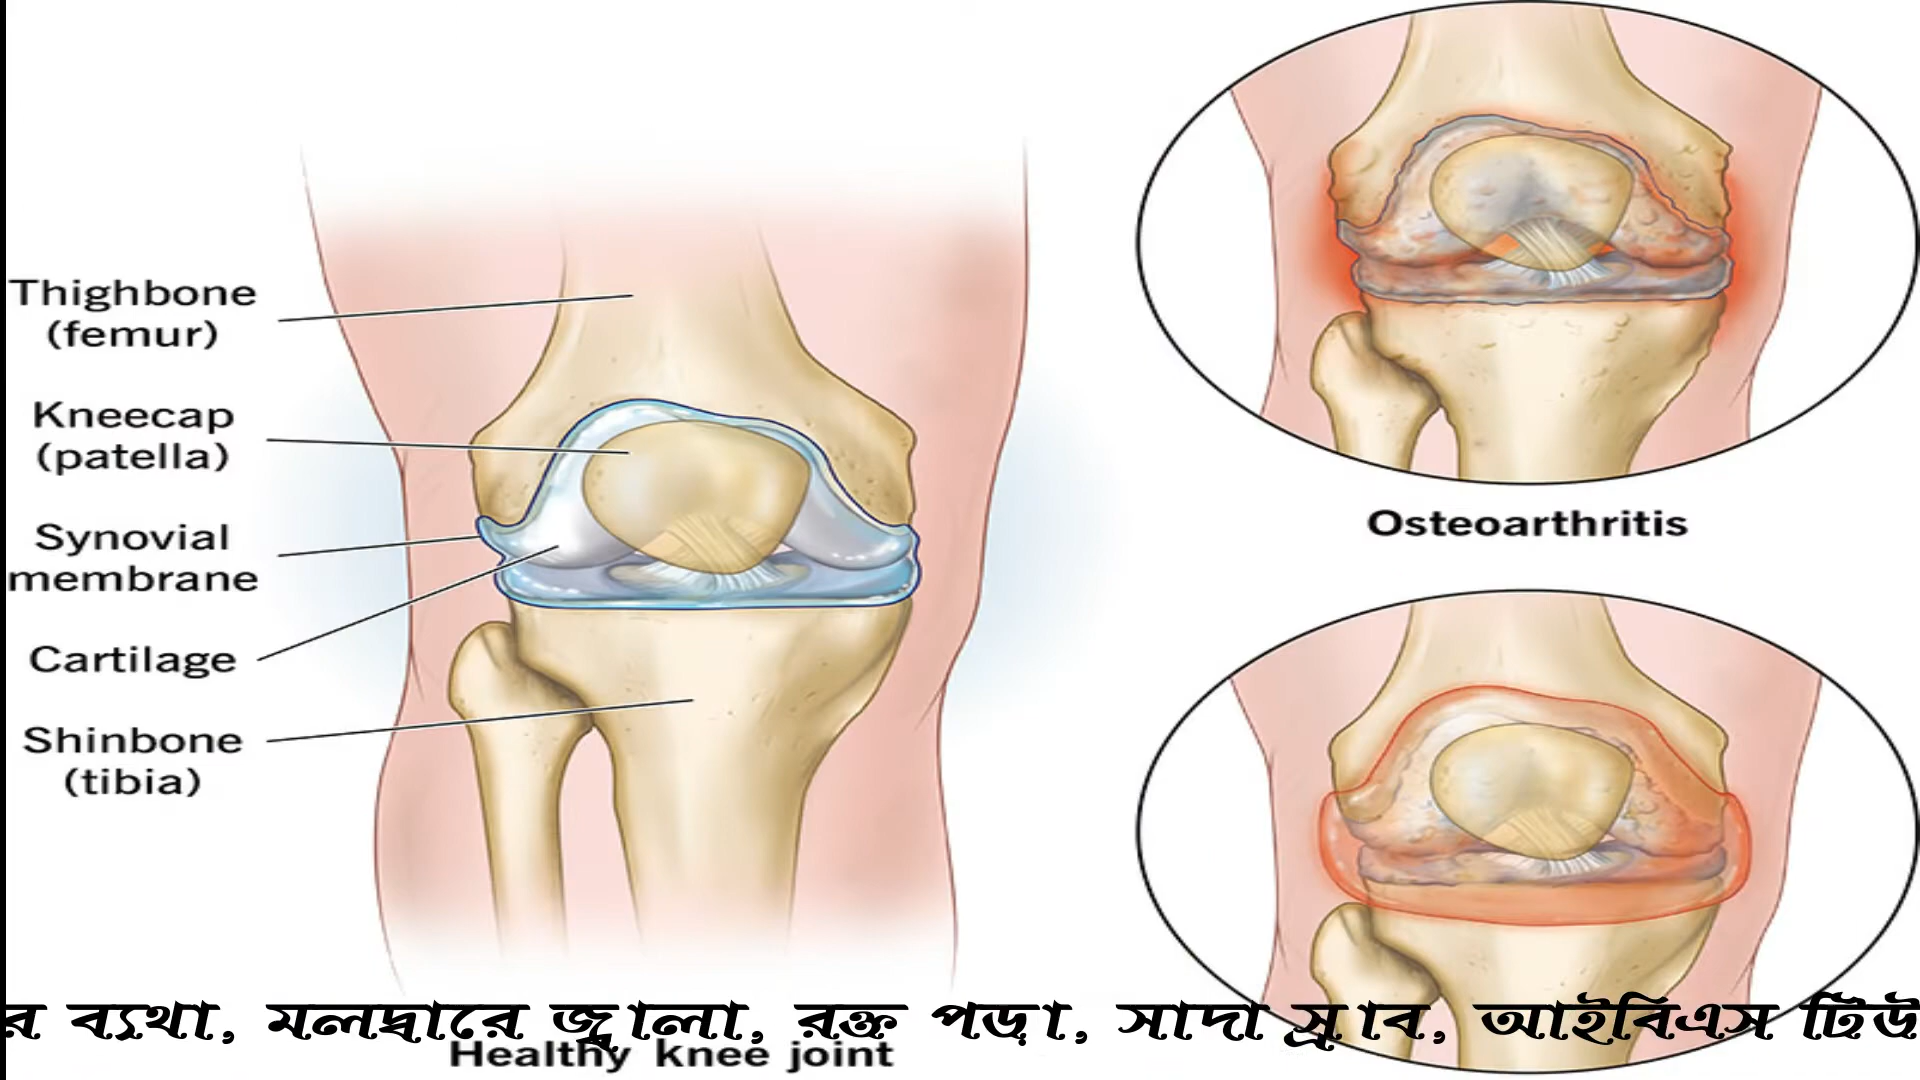 Thighbone
(femur)
Kneecap
(patella)
Synovial
membrane
Cartilage
Shinbone
(tibia)
Osteoarthritis
ব্যথা, মলদ্বারে জ্বালা, রক্ত পড়া, সাদা স্রাব, আইবিএস
Healthy knee joint